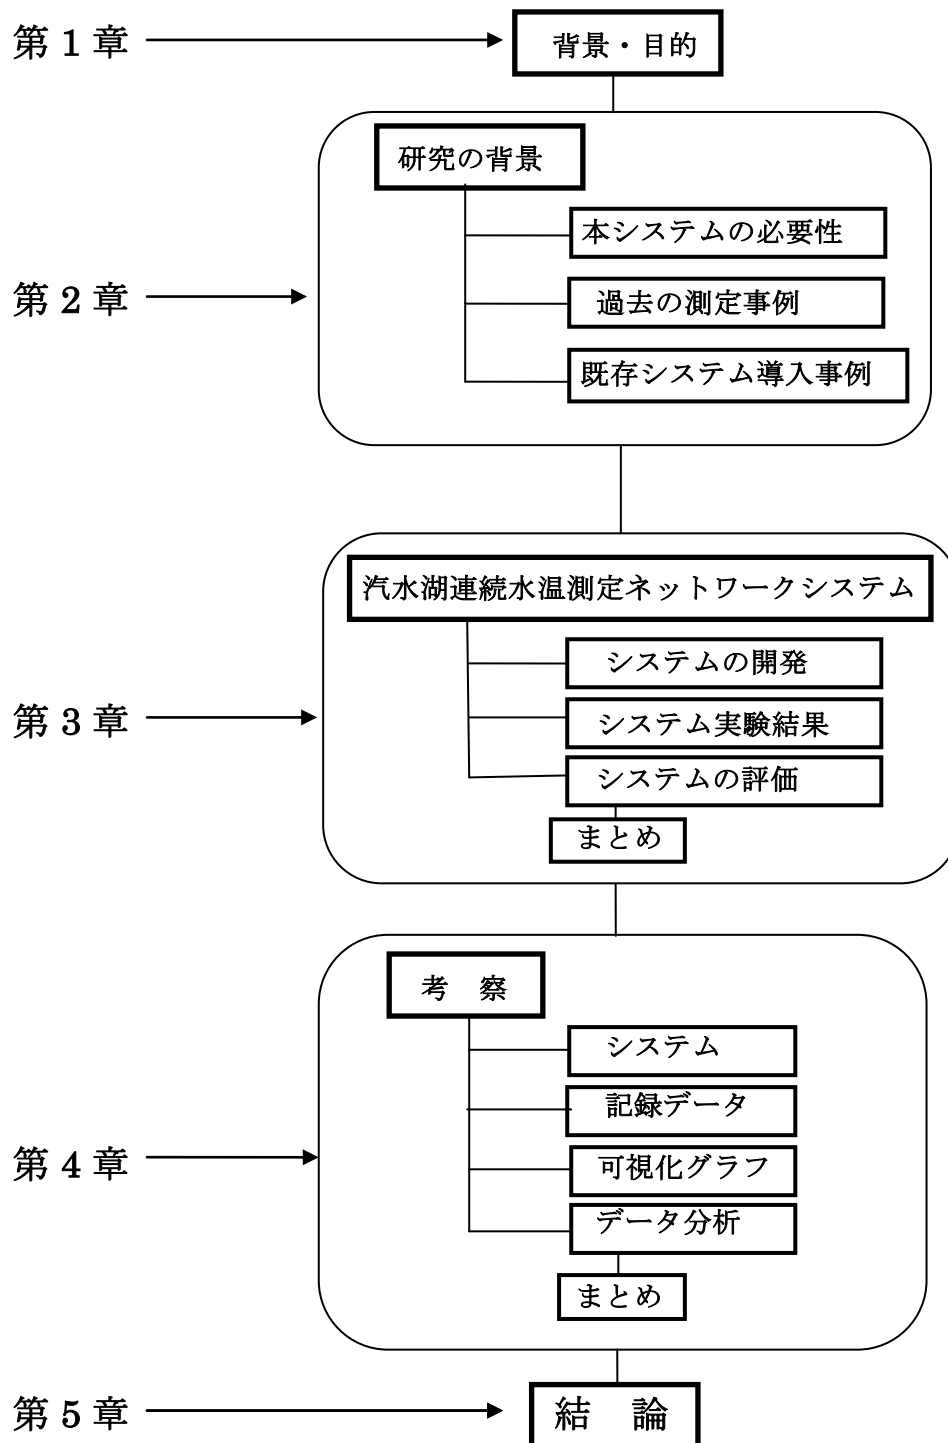 第1章
背景・目的
研究の背景
本システムの必要性
第2章
過去の測定事例
既存システム導入事例
汽水湖連続水温測定ネットワークシステム
システムの開発
第3章
システム実験結果
システムの評価
まとめ
考 察
システム
記録データ
第4章
可視化グラフ
データ分析
まとめ
第5章
結 論